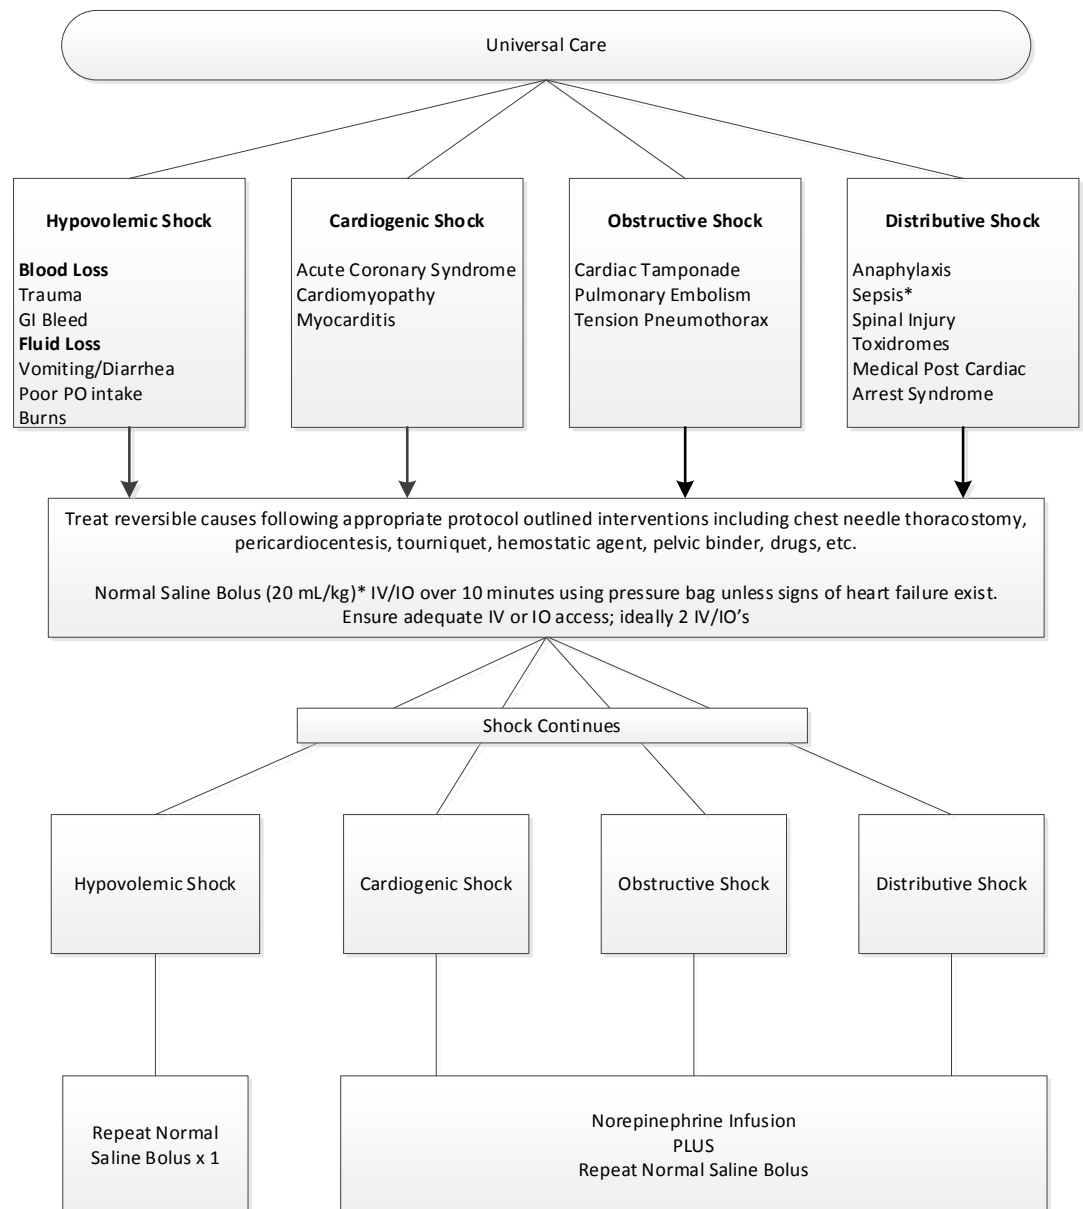 Universal Care
Hypovolemic Shock
Blood Loss
Trauma
GI Bleed
Fluid Loss
Vomiting/Diarrhea
Poor PO intake
Burns
Cardiogenic Shock
Acute Coronary Syndrome
Cardiomyopathy
Myocarditis
Obstructive Shock
Cardiac Tamponade
Pulmonary Embolism
Tension Pneumothorax
Distributive Shock
Anaphylaxis
Sepsis*
Spinal Injury
Toxidromes
Medical Post Cardiac
Arrest Syndrome
Treat reversible causes following appropriate protocol outlined interventions including chest needle thoracostomy,
pericardiocentesis, tourniquet, hemostatic agent, pelvic binder, drugs, etc.
Normal Saline Bolus (20 mL/kg)* IV/IO over 10 minutes using pressure bag unless signs of heart failure exist.
Ensure adequate IV or IO access; ideally 2 IV/IO’s
Shock Continues
Hypovolemic Shock
Cardiogenic Shock
Obstructive Shock
Distributive Shock
Repeat Normal
Saline Bolus x 1
Norepinephrine Infusion
PLUS
Repeat Normal Saline Bolus